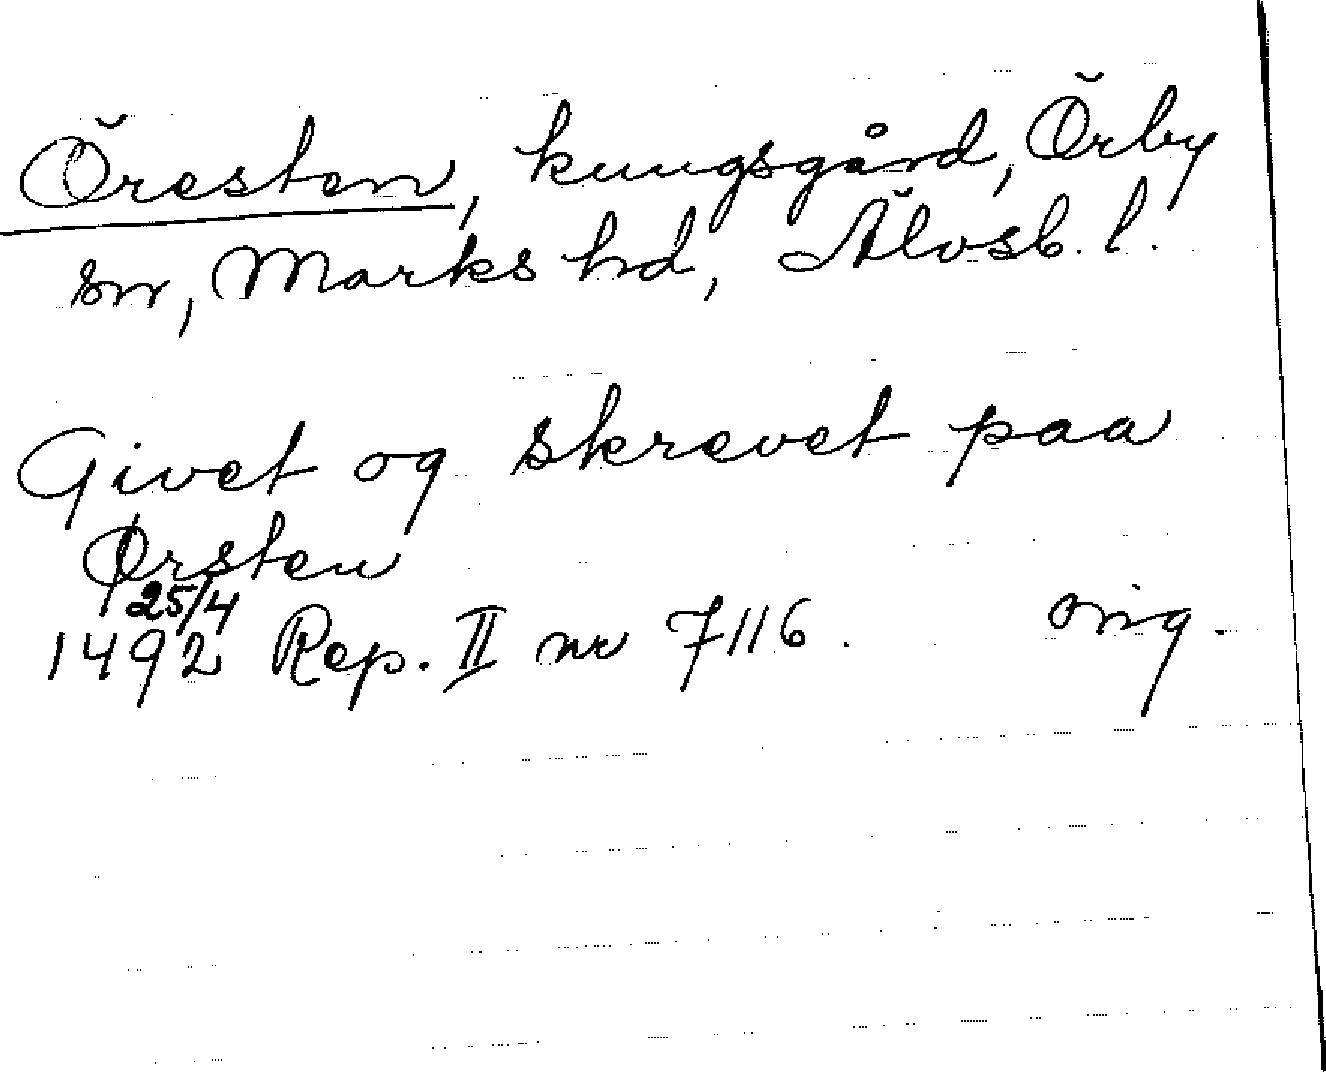 Öresten, kungsgård, Örby
sn, Marks hd, Älvsb. l.
Givet og skrevet paa
Ørsten
25/4
1492 Rep. II nr 7116. orig.